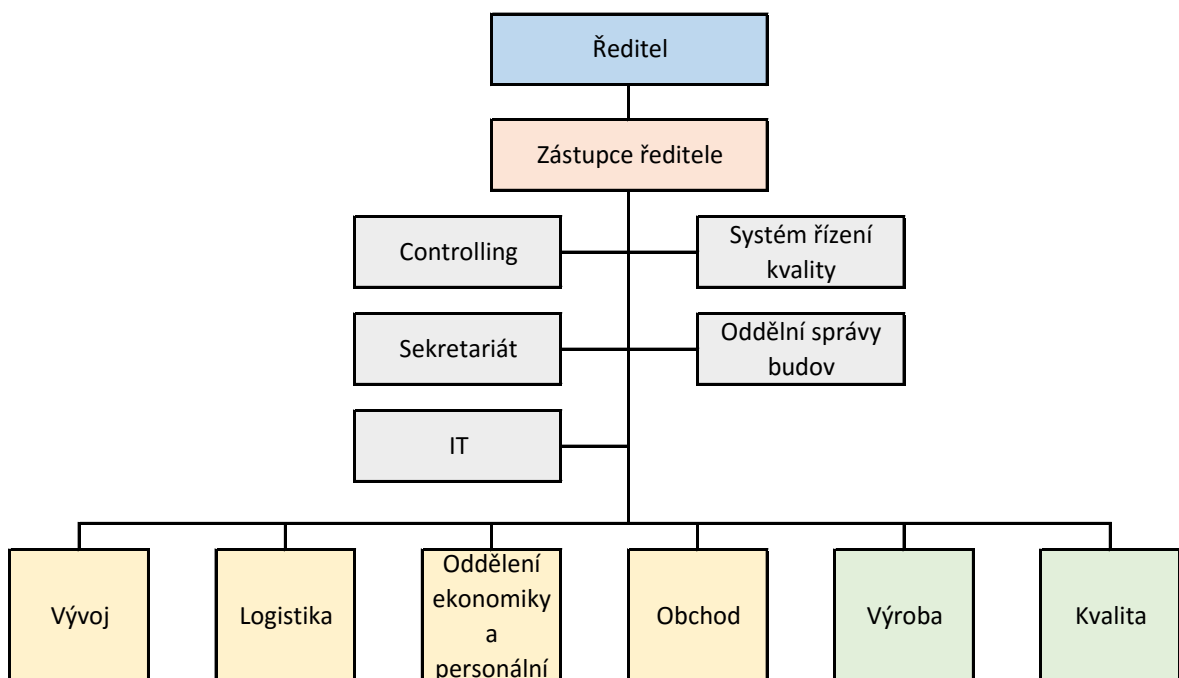 Ředitel
Zástupce ředitele
Controlling
Systém řízení
kvality
Sekretariát
Oddělní správy
budov
IT
Vývoj
Logistika
Oddělení
ekonomiky
a
personální
Obchod
Výroba
Kvalita